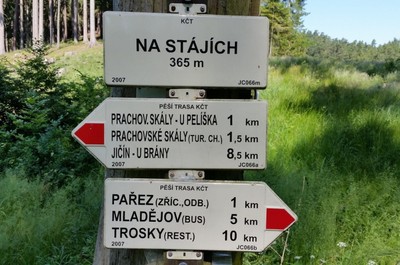 KČT
NA STÁJÍCH
365 m
2007 JC066m
PĚŠÍ TRASA KČT
PRACHOV.SKÁLY - U PELÍŠKA 1 km
PRACHOVSKÉ SKÁLY (TUR. CH.) 1,5 km
JIČÍN - U BRÁNY 8,5 km
2007 JC066a
PĚŠÍ TRASA KČT
PAŘEZ (ZŘÍC.,ODB.) 1 km
MLADĚJOV (BUS) 5 km
TROSKY (REST.) 10 km
2007 JC066b